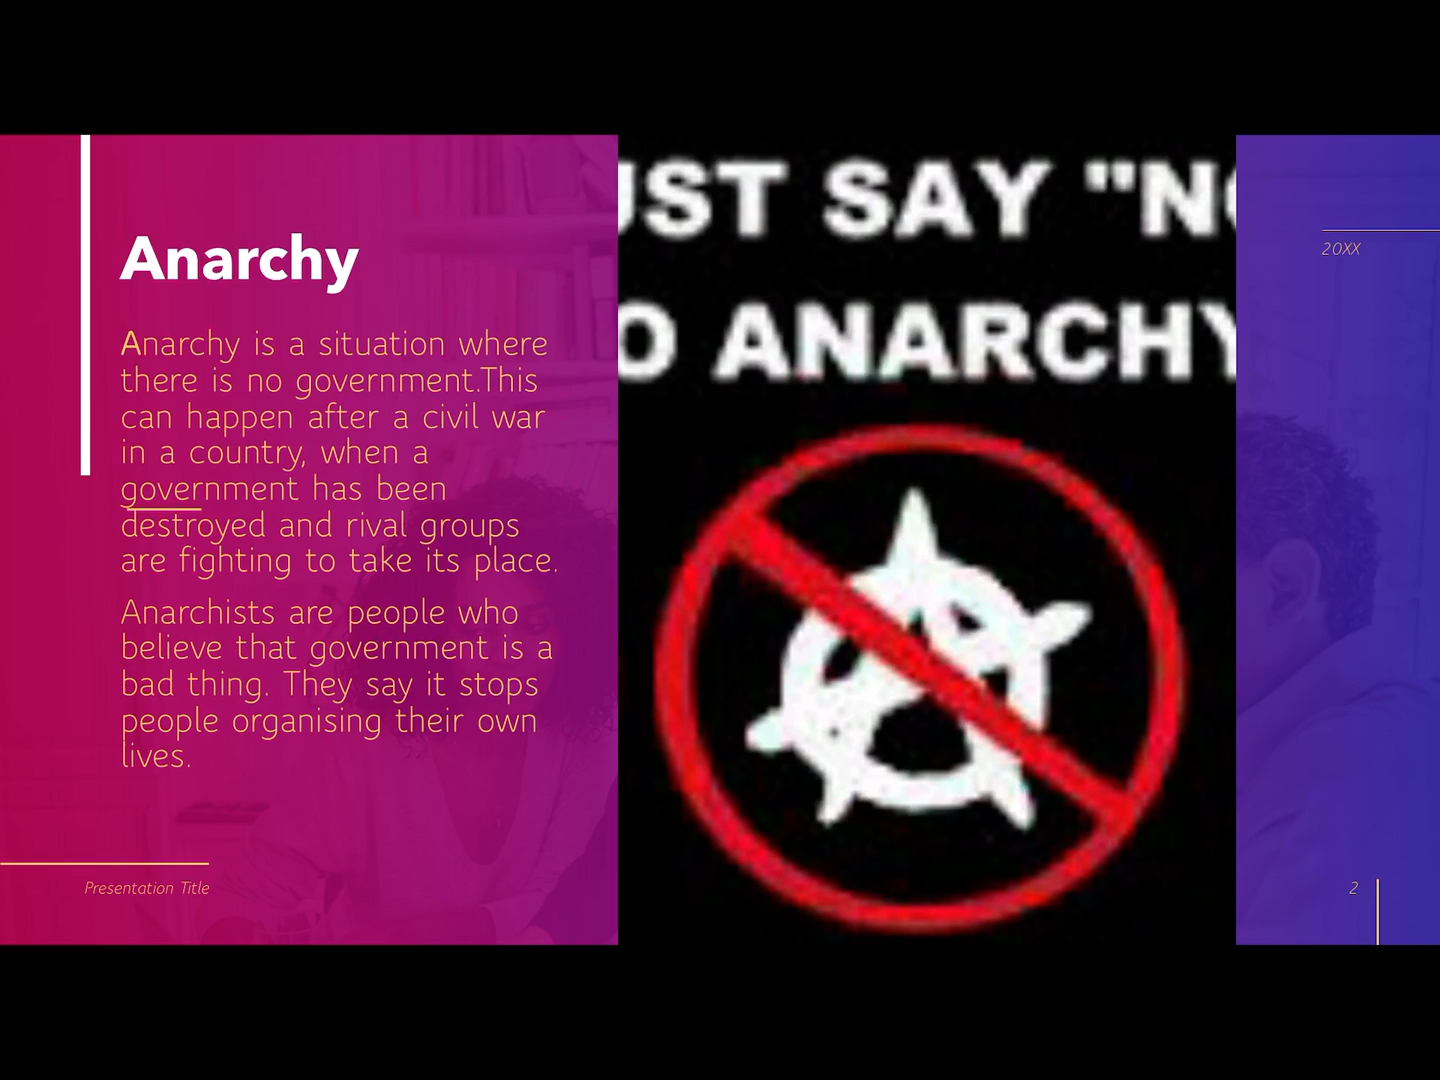 Anarchy
Anarchy is a situation where
there is no government.This
can happen after a civil war
in a country, when a
government has been
destroyed and rival groups
are fighting to take its place.
Anarchists are people who
believe that government is a
bad thing. They say it stops
people organising their own
lives.
Presentation Title
UST SAY "NO
O ANARCHY
20XX
2